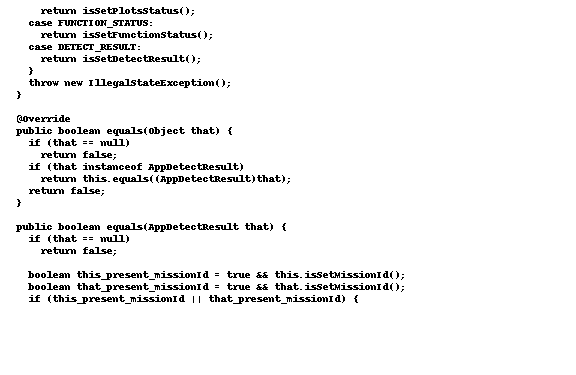 return isSetPlotsStatus();
case FUNCTION_STATUS:
return isSetFunctionStatus();
case DETECT_RESULT:
return isSetDetectResult();
}
throw new IllegalStateException();
}
@Override
public boolean equals(Object that) {
if (that == null)
return false;
if (that instanceof AppDetectResult)
return this.equals((AppDetectResult)that);
return false;
}
public boolean equals(AppDetectResult that) {
if (that == null)
return false;
boolean this_present_missionId = true && this.isSetMissionId();
boolean that_present_missionId = true && that.isSetMissionId();
if (this_present_missionId || that_present_missionId) {